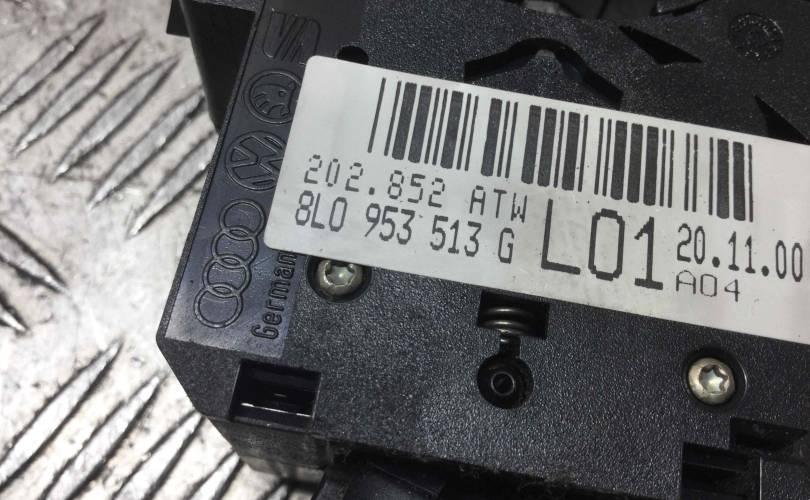 202.852 ATW
8L0 953 513 G
L01
20.11.00
A04
German